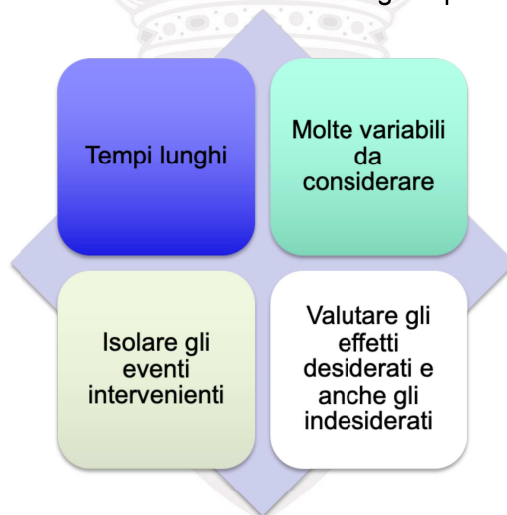 Tempi lunghi
Molte variabili
da
considerare
Isolare gli
eventi
intervenienti
Valutare gli
effetti
desiderati e
anche gli
indesiderati